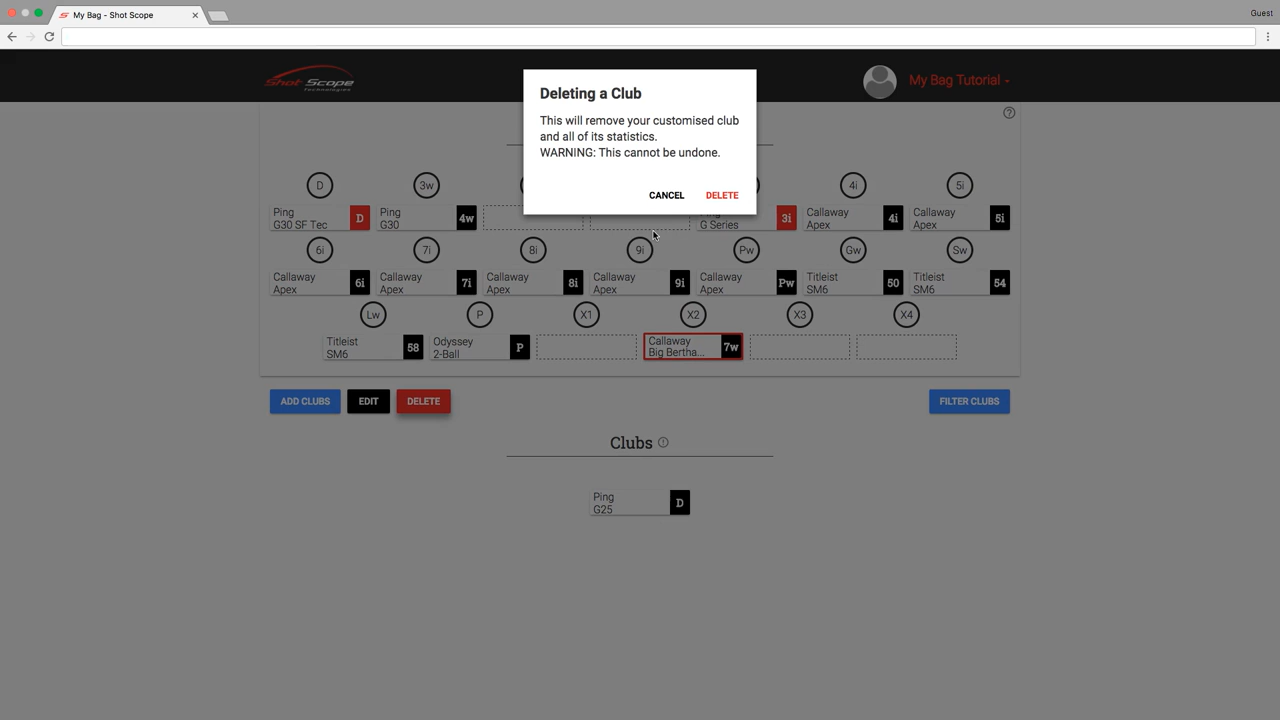 My Bag - Shot Scope
Guest
Shot Scope
Technologies
My Bag Tutorial
Deleting a Club
This will remove your customised club
and all of its statistics.
WARNING: This cannot be undone.
CANCEL DELETE
D 3w 4i 5i
Ping
G30 SF Tec D
Ping
G30 4w
G Series 3i
Callaway
Apex 4i
Callaway
Apex 5i
6i 7i 8i 9i Pw Gw Sw
Callaway
Apex 6i
Callaway
Apex 7i
Callaway
Apex 8i
Callaway
Apex 9i
Callaway
Apex Pw
Titleist
SM6 50
Titleist
SM6 54
Lw P X1 X2 X3 X4
Titleist
SM6 58
Odyssey
2-Ball P
Callaway
Big Bertha... 7w
ADD CLUBS EDIT DELETE FILTER CLUBS
Clubs
Ping
G25 D